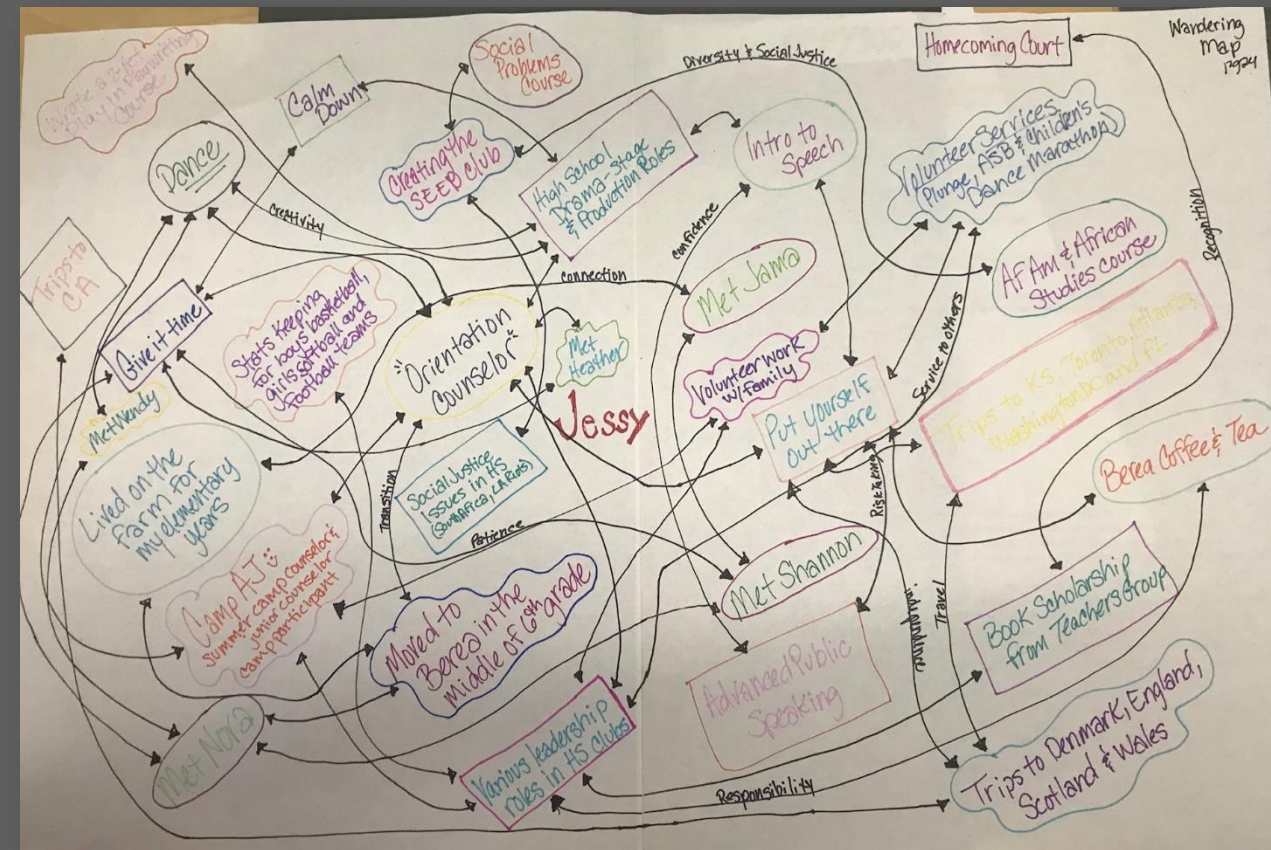 Wandering
Map
Wrote a 2-act
play in Playwriting
Course
Calm
Down
Social
Problems
Course
Diversity & Social Justice
Homecoming Court
Dance
Creating the
SEEB Club
High School
Drama-Stage
& Production Roles
Intro to
Speech
Volunteer Services
Plunge, ASB & Children's
Dance Marathon)
Creativity
confidence
Recognition
Trips to
CA
Give it time
Stats Keeping
for boys basketball,
girls softball and
football teams
connection
Met Jama
Af Am & African
Studies course
"Orientation
Counselor"
Met
Heather
Volunteer work
w/family
Service to others
Trips to KS, Toronto, Atlanta,
Washington DC and FL
Met Wendy
Jessy
Put yourself
out there
Berea Coffee & Tea
Lived on the
farm for
my elementary
years
Transition
Social Justice
Issues in HS
(South Africa, LA Riots)
Risktaking
Patience
Camp AJ
summer camp counselor &
junior counselor
camp participant
Moved to
Berea in the
middle of 6th grade
Met Shannon
Independence
Travel
Book Scholarship
from Teachers Group
Advanced Public
Speaking
Met Nora
Various leadership
roles in HS Clubs
Responsibility
Trips to Denmark, England,
Scotland & Wales